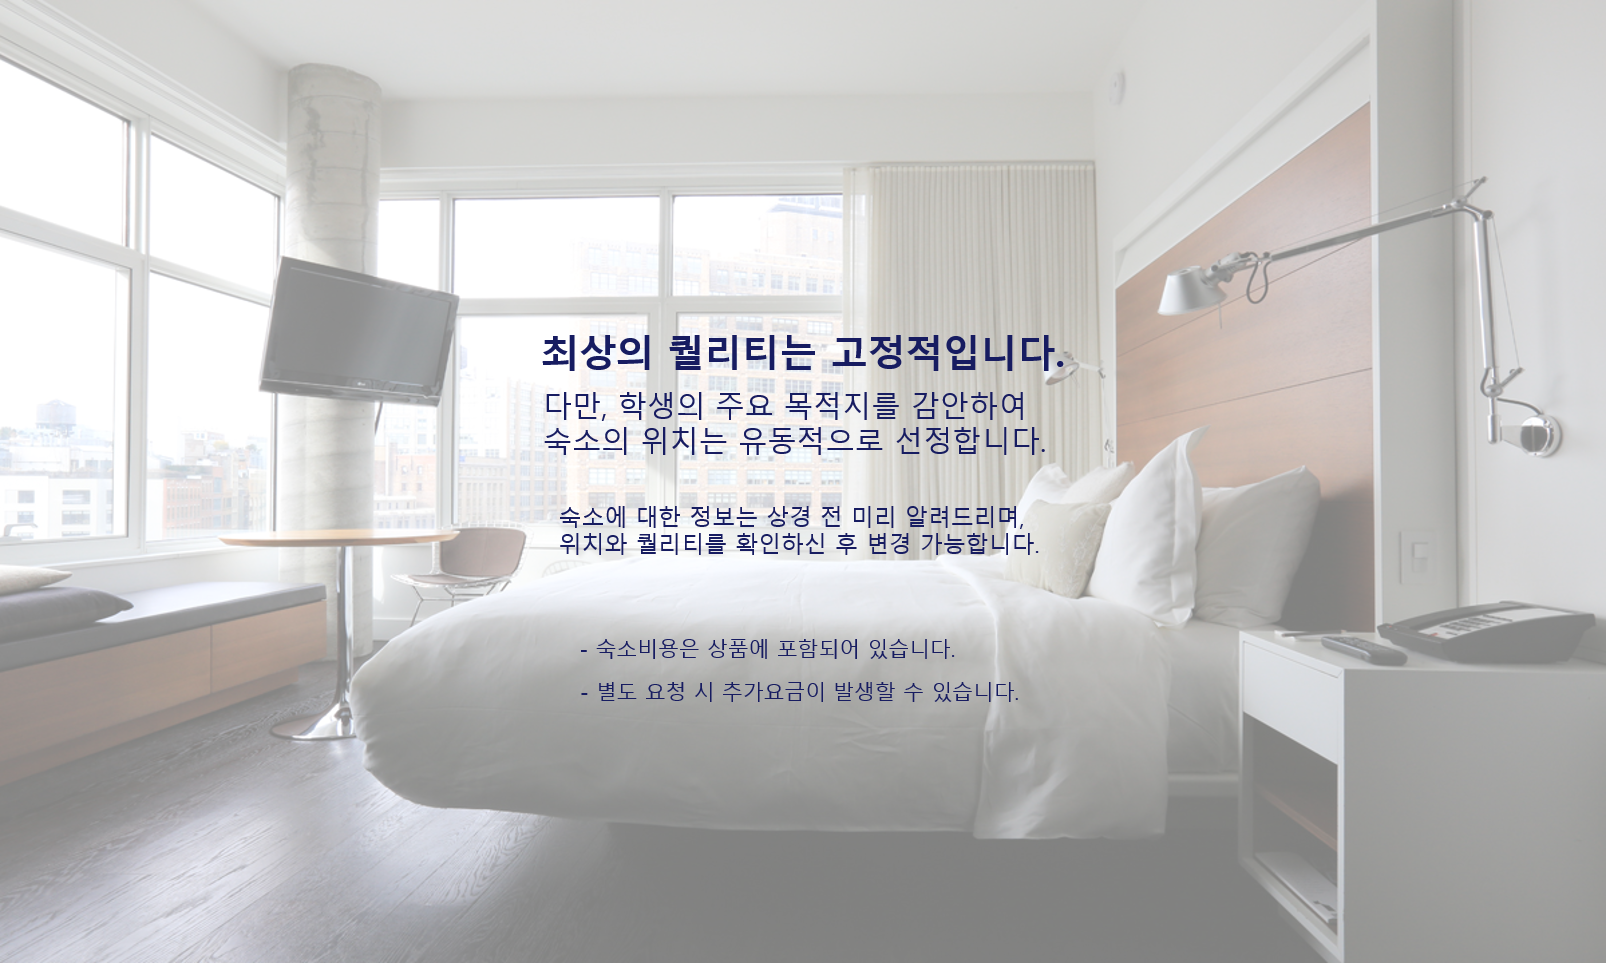 최상의 퀄리티는 고정적입니다.
다만, 학생의 주요 목적지를 감안하여
숙소의 위치는 유동적으로 선정합니다.
숙소에 대한 정보는 상경 전 미리 알려드리며,
위치와 퀄리티를 확인하신 후 변경 가능합니다.
- 숙소비용은 상품에 포함되어 있습니다.
- 별도 요청 시 추가요금이 발생할 수 있습니다.